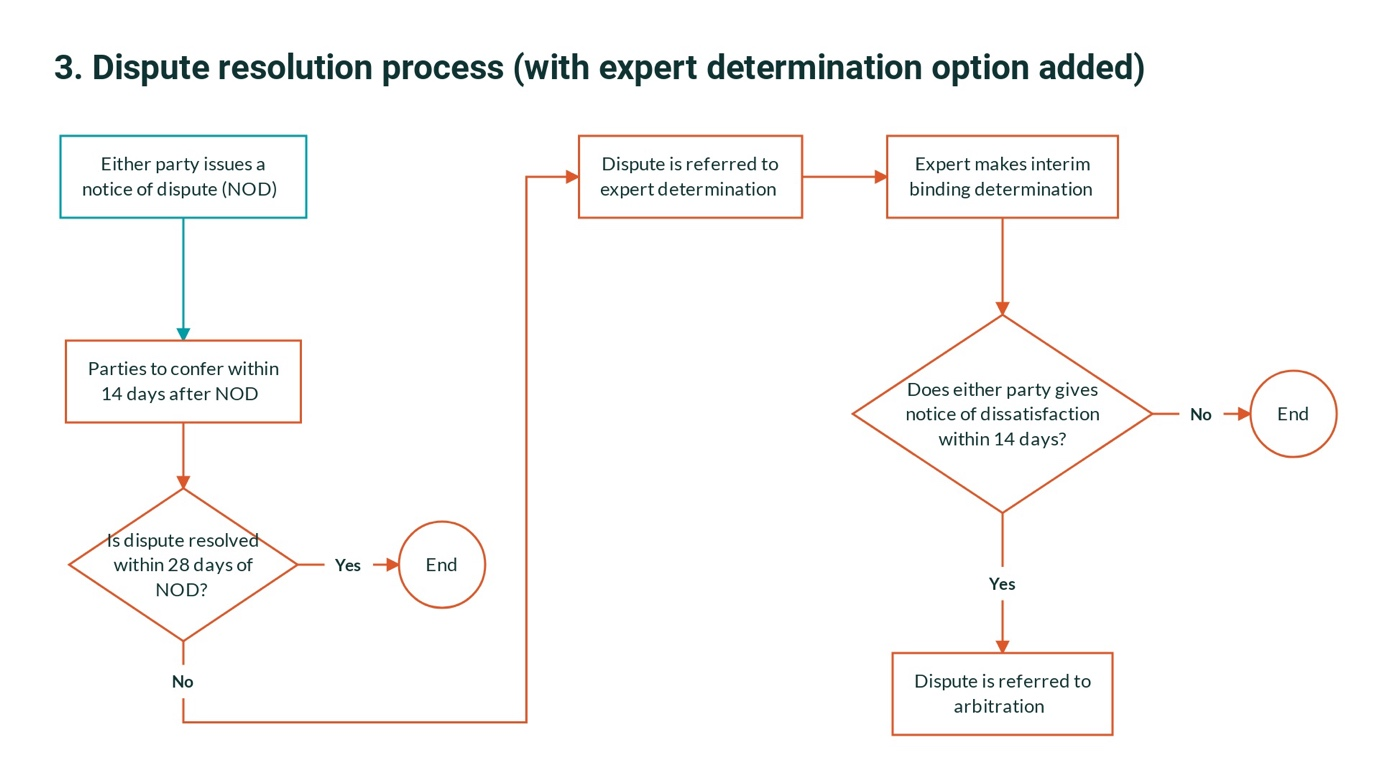 3. Dispute resolution process (with expert determination option added)
Either party issues a
notice of dispute (NOD)
Parties to confer within
14 days after NOD
Is dispute resolved
within 28 days of
NOD?
Yes
End
No
Dispute is referred to
expert determination
Expert makes interim
binding determination
Does either party gives
notice of dissatisfaction
within 14 days?
No
End
Yes
Dispute is referred to
arbitration